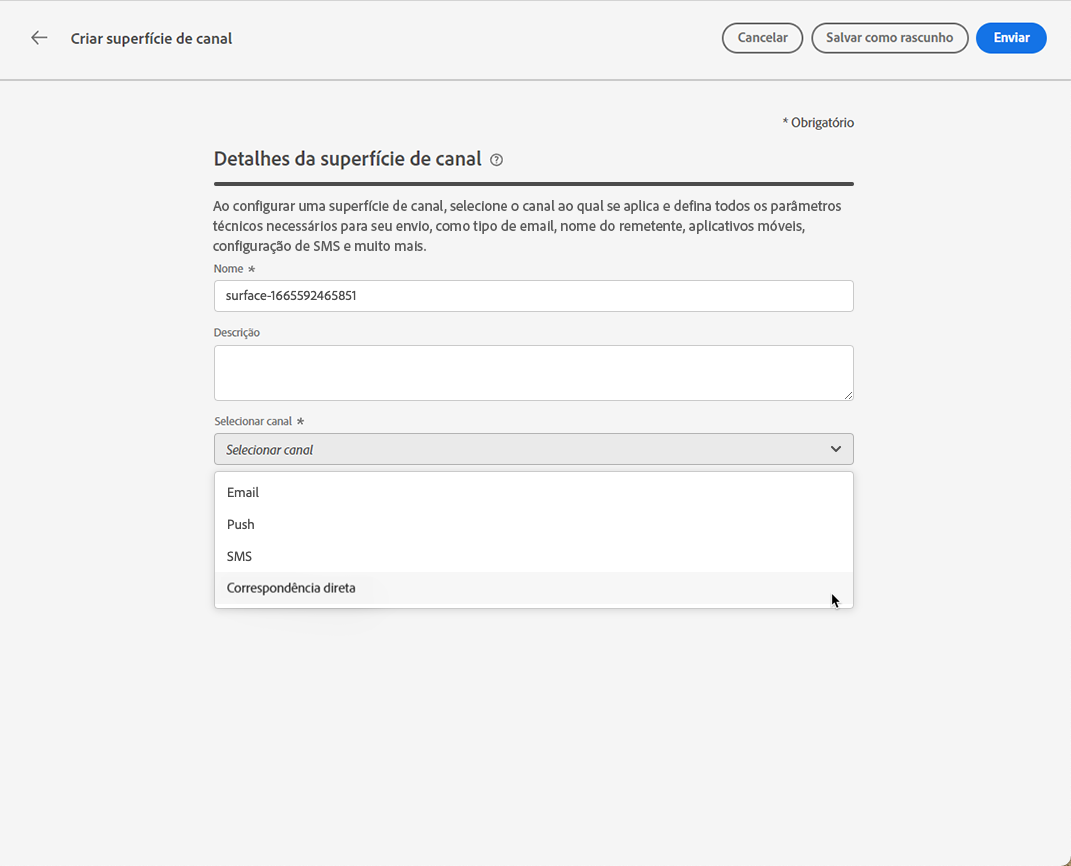 Criar superfície de canal
Cancelar
Salvar como rascunho
Enviar
* Obrigatório
Detalhes da superfície de canal
Ao configurar uma superfície de canal, selecione o canal ao qual se aplica e defina todos os parâmetros
técnicos necessários para seu envio, como tipo de email, nome do remetente, aplicativos móveis,
configuração de SMS e muito mais.
Nome *
surface-1665592465851
Descrição
Selecionar canal *
Selecionar canal
Email
Push
SMS
Correspondência direta